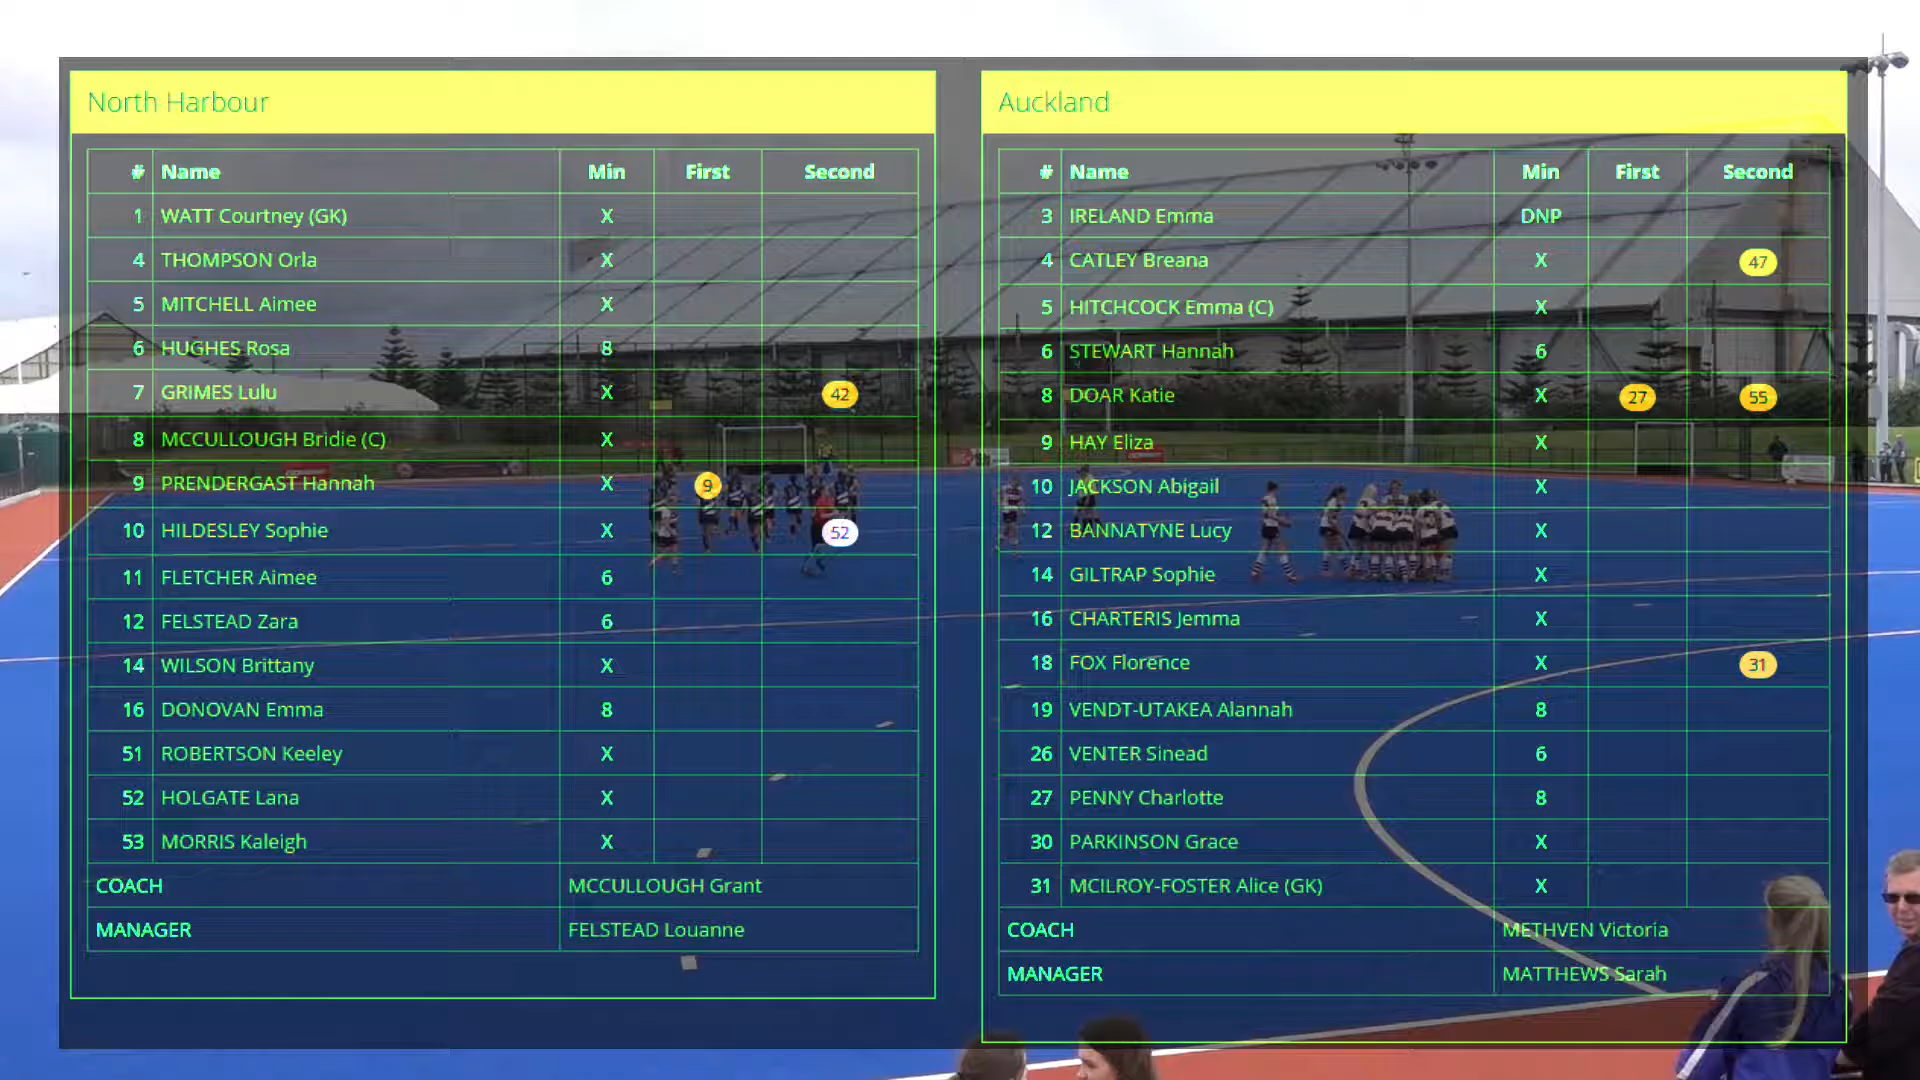 North Harbour
# Name Min First Second
1 WATT Courtney (GK) X
4 THOMPSON Orla X
5 MITCHELL Aimee X
6 HUGHES Rosa 8
7 GRIMES Lulu X 42
8 MCCULLOUGH Bridie (C) X
9 PRENDERGAST Hannah X 9
10 HILDESLEY Sophie X 52
11 FLETCHER Aimee 6
12 FELSTEAD Zara 6
14 WILSON Brittany X
16 DONOVAN Emma 8
51 ROBERTSON Keeley X
52 HOLGATE Lana X
53 MORRIS Kaleigh X
COACH MCCULLOUGH Grant
MANAGER FELSTEAD Louanne
Auckland
# Name Min First Second
3 IRELAND Emma DNP
4 CATLEY Breana X 47
5 HITCHCOCK Emma (C) X
6 STEWART Hannah 6
8 DOAR Katie X 27 55
9 HAY Eliza X
10 JACKSON Abigail X
12 BANNATYNE Lucy X
14 GILTRAP Sophie X
16 CHARTERIS Jemma X
18 FOX Florence X 31
19 VENDT-UTAKEA Alannah 8
26 VENTER Sinead 6
27 PENNY Charlotte 8
30 PARKINSON Grace X
31 MCILROY-FOSTER Alice (GK) X
COACH METHVEN Victoria
MANAGER MATTHEWS Sarah